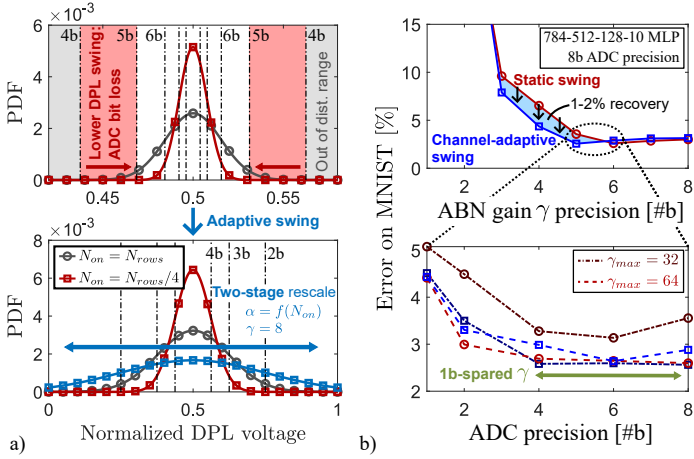 ×10⁻³
4b 5b 6b 6b 5b 4b
6
4
2
0
PDF
Lower DPL swing:
ADC bit loss
Out of dist. range
0.45 0.5 0.55
Adaptive swing
×10⁻³
8
6
4
2
0
PDF
N_on = N_rows
N_on = N_rows/4
4b 3b 2b
Two-stage rescale
α = f(N_on)
γ = 8
0 0.5 1
Normalized DPL voltage
a)
15
10
5
0
784-512-128-10 MLP
8b ADC precision
Static swing
1-2% recovery
Channel-adaptive
swing
2 4 6 8
ABN gain γ precision [#b]
Error on MNIST [%]
5
4
3
2
γ_max = 32
γ_max = 64
1b-spared γ
2 4 6 8
ADC precision [#b]
b)